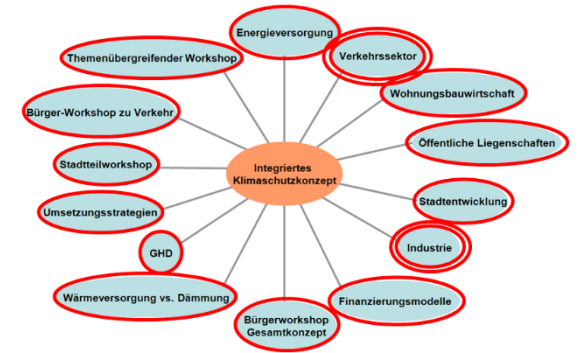 Energieversorgung
Themenübergreifender Workshop
Verkehrssektor
Wohnungsbauwirtschaft
Bürger-Workshop zu Verkehr
Öffentliche Liegenschaften
Stadtteilworkshop
Integriertes
Klimaschutzkonzept
Stadtentwicklung
Umsetzungsstrategien
Industrie
GHD
Wärmeversorgung vs. Dämmung
Finanzierungsmodelle
Bürgerworkshop
Gesamtkonzept